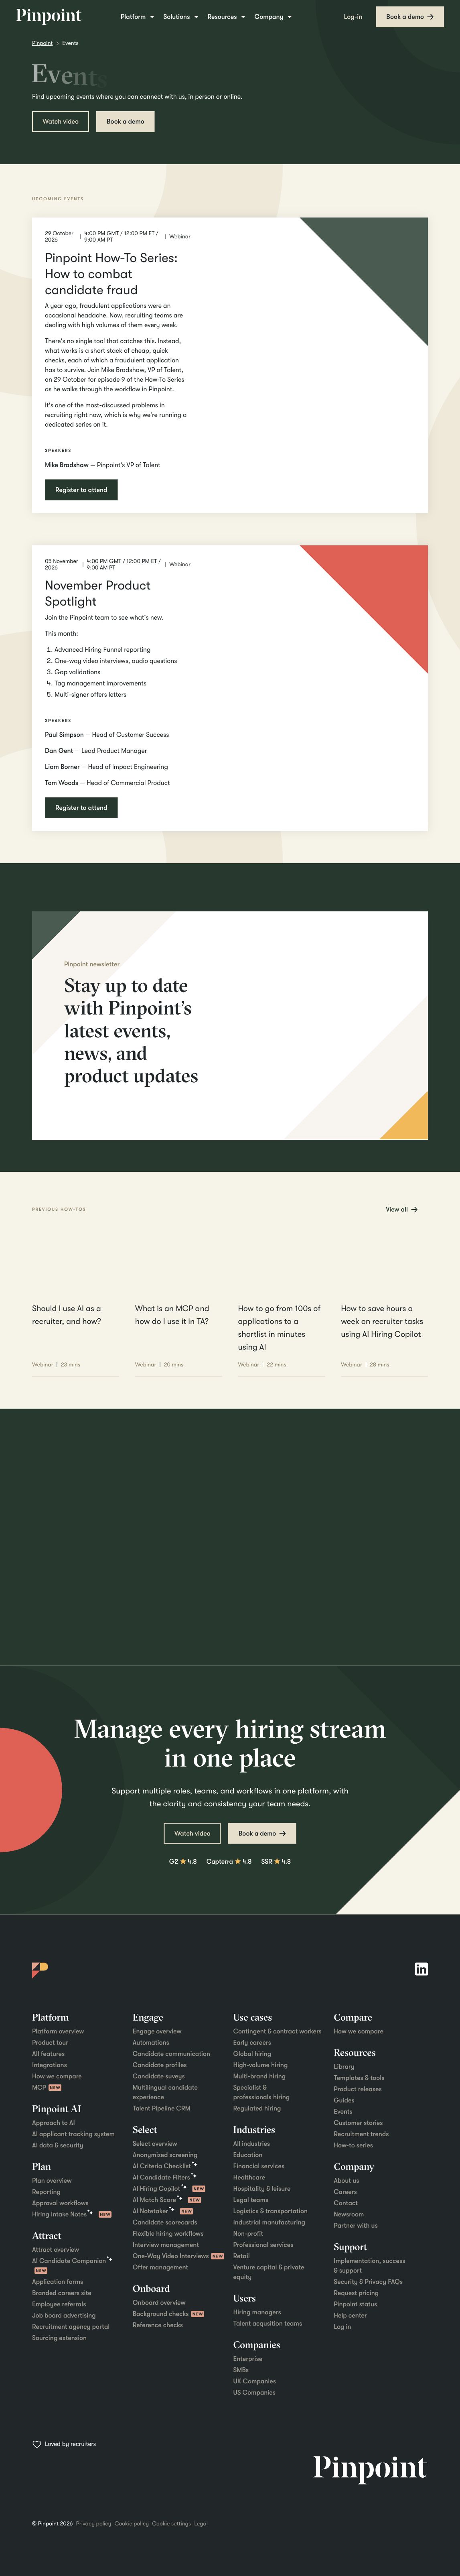 Pinpoint
Platform
Solutions
Resources
Company
Log-in
Book a demo
Pinpoint > Events
Events
Find upcoming events where you can connect with us, in person or online.
Watch video
Book a demo
UPCOMING EVENTS
29 October 2026 | 4:00 PM GMT / 12:00 PM ET / 9:00 AM PT | Webinar
Pinpoint How-To Series:
How to combat
candidate fraud
A year ago, fraudulent applications were an
occasional headache. Now, recruiting teams are
dealing with high volumes of them every week.
There's no single tool that catches this. Instead,
what works is a short stack of cheap, quick
checks, each of which a fraudulent application
has to survive. Join Mike Bradshaw, VP of Talent,
on 29 October for episode 9 of the How-To Series
as he walks through the workflow in Pinpoint.
It's one of the most-discussed problems in
recruiting right now, which is why we're running a
dedicated series on it.
SPEAKERS
Mike Bradshaw — Pinpoint's VP of Talent
Register to attend
05 November 2026 | 4:00 PM GMT / 12:00 PM ET / 9:00 AM PT | Webinar
November Product
Spotlight
Join the Pinpoint team to see what's new.
This month:
1. Advanced Hiring Funnel reporting
2. One-way video interviews, audio questions
3. Gap validations
4. Tag management improvements
5. Multi-signer offers letters
SPEAKERS
Paul Simpson — Head of Customer Success
Dan Gent — Lead Product Manager
Liam Borner — Head of Impact Engineering
Tom Woods — Head of Commercial Product
Register to attend
Pinpoint newsletter
Stay up to date
with Pinpoint's
latest events,
news, and
product updates
PREVIOUS HOW-TOS
View all
Should I use AI as a
recruiter, and how?
Webinar | 23 mins
What is an MCP and
how do I use it in TA?
Webinar | 20 mins
How to go from 100s of
applications to a
shortlist in minutes
using AI
Webinar | 22 mins
How to save hours a
week on recruiter tasks
using AI Hiring Copilot
Webinar | 28 mins
Manage every hiring stream
in one place
Support multiple roles, teams, and workflows in one platform, with
the clarity and consistency your team needs.
Watch video
Book a demo
G2 ★ 4.8
Capterra ★ 4.8
SSR ★ 4.8
Platform
Platform overview
Product tour
All features
Integrations
How we compare
MCP NEW
Pinpoint AI
Approach to AI
AI applicant tracking system
AI data & security
Plan
Plan overview
Reporting
Approval workflows
Hiring Intake Notes NEW
Attract
Attract overview
AI Candidate Companion
NEW
Application forms
Branded careers site
Employee referrals
Job board advertising
Recruitment agency portal
Sourcing extension
Engage
Engage overview
Automations
Candidate communication
Candidate profiles
Candidate suveys
Multilingual candidate
experience
Talent Pipeline CRM
Select
Select overview
Anonymized screening
AI Criteria Checklist
AI Candidate Filters
AI Hiring Copilot NEW
AI Match Score NEW
AI Notetaker NEW
Candidate scorecards
Flexible hiring workflows
Interview management
One-Way Video Interviews NEW
Offer management
Onboard
Onboard overview
Background checks NEW
Reference checks
Use cases
Contingent & contract workers
Early careers
Global hiring
High-volume hiring
Multi-brand hiring
Specialist &
professionals hiring
Regulated hiring
Industries
All industries
Education
Financial services
Healthcare
Hospitality & leisure
Legal teams
Logistics & transportation
Industrial manufacturing
Non-profit
Professional services
Retail
Venture capital & private
equity
Users
Hiring managers
Talent acqusition teams
Companies
Enterprise
SMBs
UK Companies
US Companies
Compare
How we compare
Resources
Library
Templates & tools
Product releases
Guides
Events
Customer stories
Recruitment trends
How-to series
Company
About us
Careers
Contact
Newsroom
Partner with us
Support
Implementation, success
& support
Security & Privacy FAQs
Request pricing
Pinpoint status
Help center
Log in
Loved by recruiters
Pinpoint
© Pinpoint 2026 Privacy policy Cookie policy Cookie settings Legal